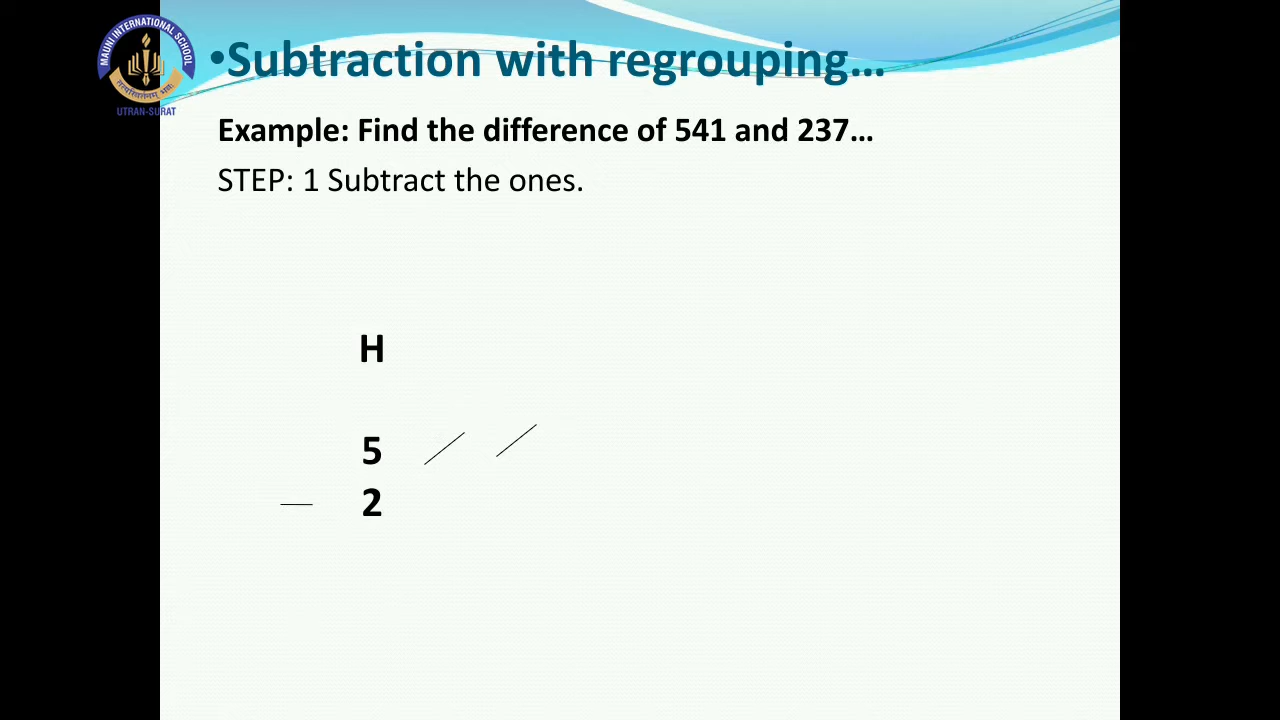 MAUNI INTERNATIONAL SCHOOL
UTRAN-SURAT
•Subtraction with regrouping...
Example: Find the difference of 541 and 237...
STEP: 1 Subtract the ones.
H
5
— 2